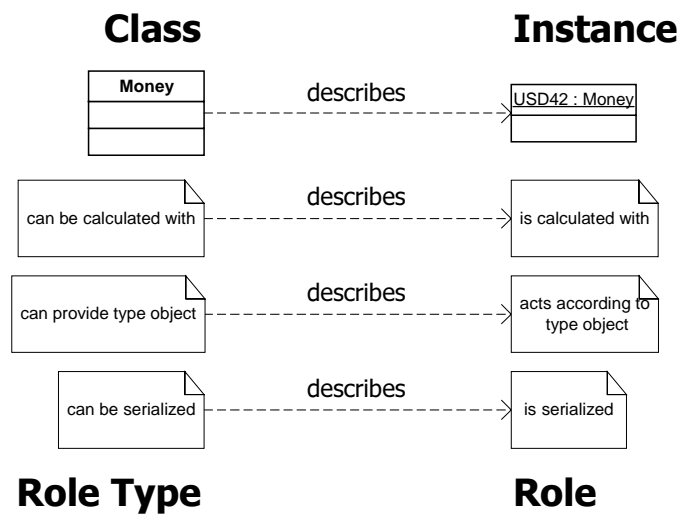 Class
Instance
Money
describes
USD42 : Money
can be calculated with
describes
is calculated with
can provide type object
describes
acts according to
type object
can be serialized
describes
is serialized
Role Type
Role